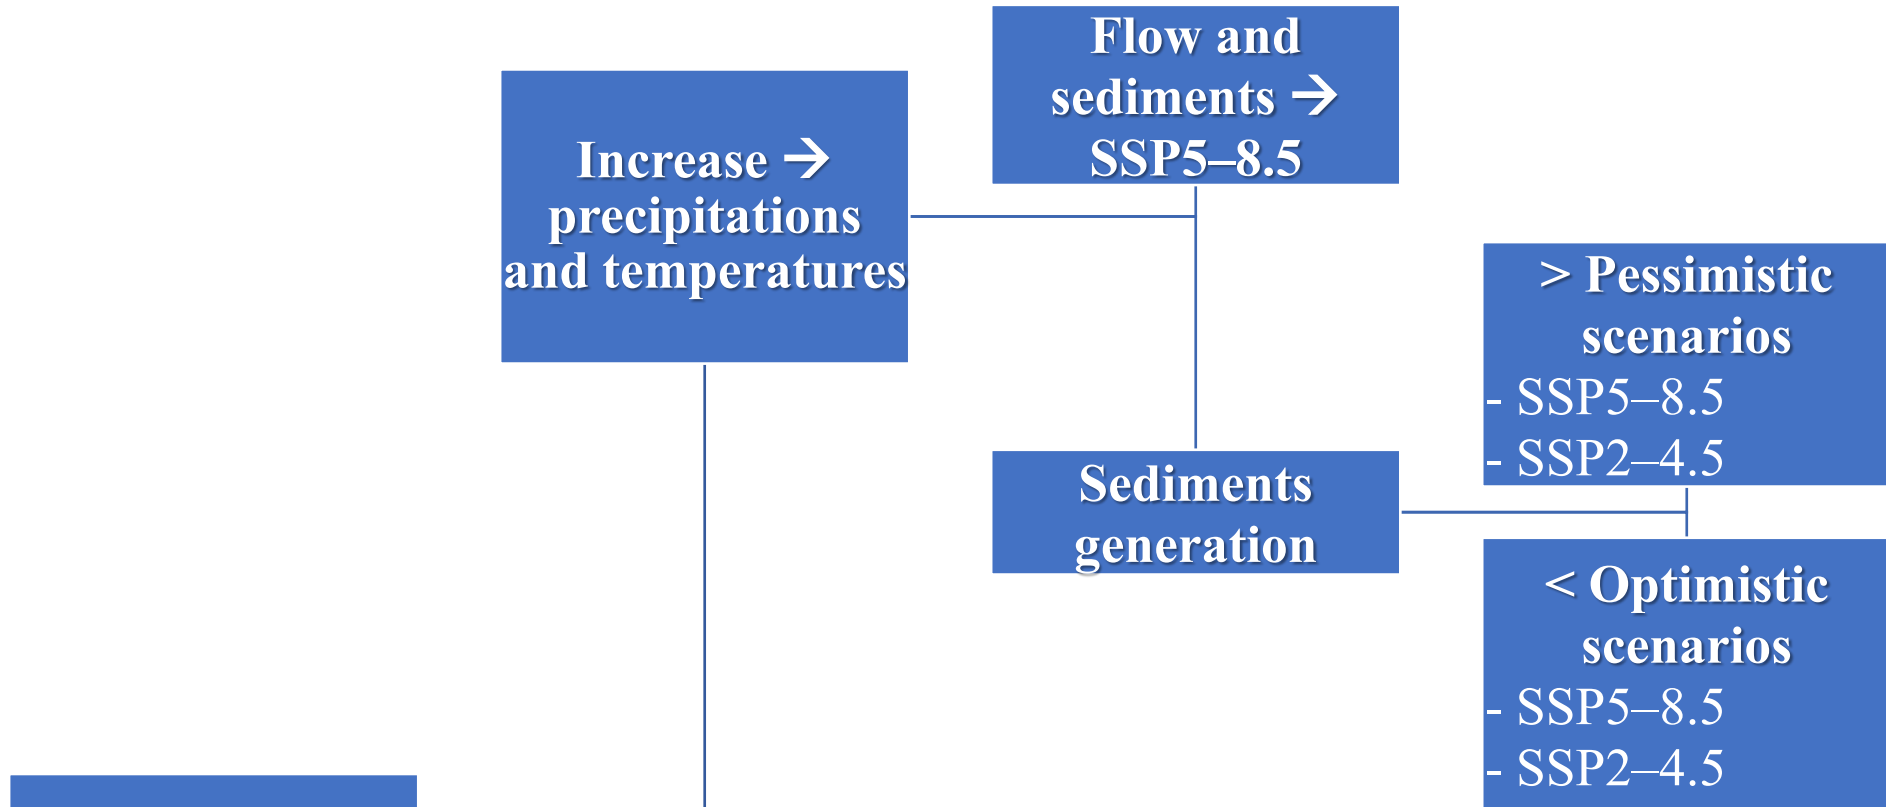 Flow and
sediments →
SSP5–8.5
Increase →
precipitations
and temperatures
> Pessimistic
scenarios
- SSP5–8.5
- SSP2–4.5
Sediments
generation
< Optimistic
scenarios
- SSP5–8.5
- SSP2–4.5